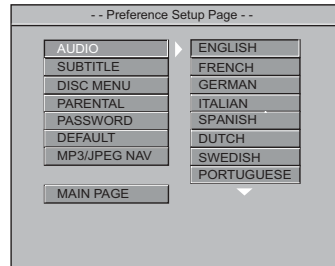 - - Preference Setup Page - -
AUDIO
SUBTITLE
DISC MENU
PARENTAL
PASSWORD
DEFAULT
MP3/JPEG NAV
MAIN PAGE
ENGLISH
FRENCH
GERMAN
ITALIAN
SPANISH
DUTCH
SWEDISH
PORTUGUESE